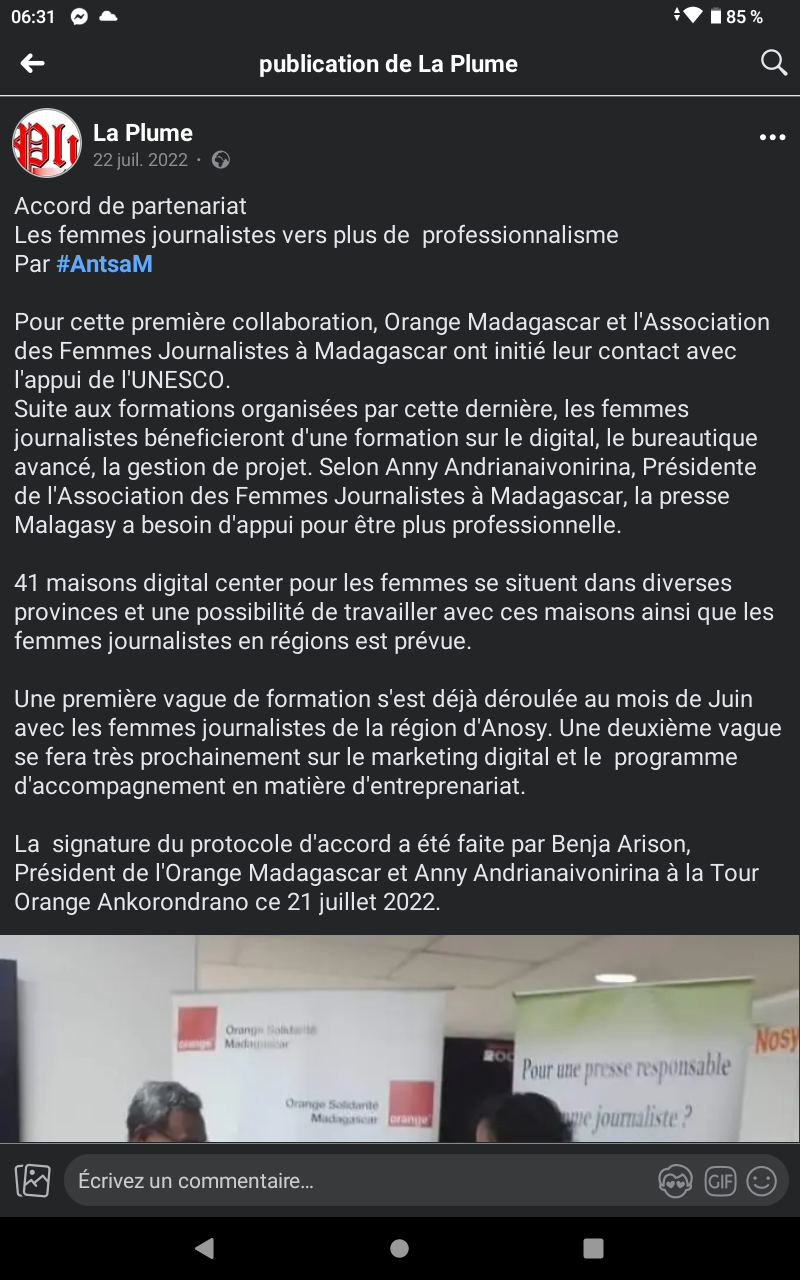 06:31
85 %
publication de La Plume
La Plume
22 juil. 2022 ·
Accord de partenariat
Les femmes journalistes vers plus de professionnalisme
Par #AntsaM
Pour cette première collaboration, Orange Madagascar et l'Association
des Femmes Journalistes à Madagascar ont initié leur contact avec
l'appui de l'UNESCO.
Suite aux formations organisées par cette dernière, les femmes
journalistes béneficieront d'une formation sur le digital, le bureautique
avancé, la gestion de projet. Selon Anny Andrianaivonirina, Présidente
de l'Association des Femmes Journalistes à Madagascar, la presse
Malagasy a besoin d'appui pour être plus professionnelle.
41 maisons digital center pour les femmes se situent dans diverses
provinces et une possibilité de travailler avec ces maisons ainsi que les
femmes journalistes en régions est prévue.
Une première vague de formation s'est déjà déroulée au mois de Juin
avec les femmes journalistes de la région d'Anosy. Une deuxième vague
se fera très prochainement sur le marketing digital et le programme
d'accompagnement en matière d'entreprenariat.
La signature du protocole d'accord a été faite par Benja Arison,
Président de l'Orange Madagascar et Anny Andrianaivonirina à la Tour
Orange Ankorondrano ce 21 juillet 2022.
orange
Orange Solidarité
Madagascar
Orange Solidarité
Madagascar
orange
Pour une presse responsable
journaliste ?
Nosy
Écrivez un commentaire...
GIF